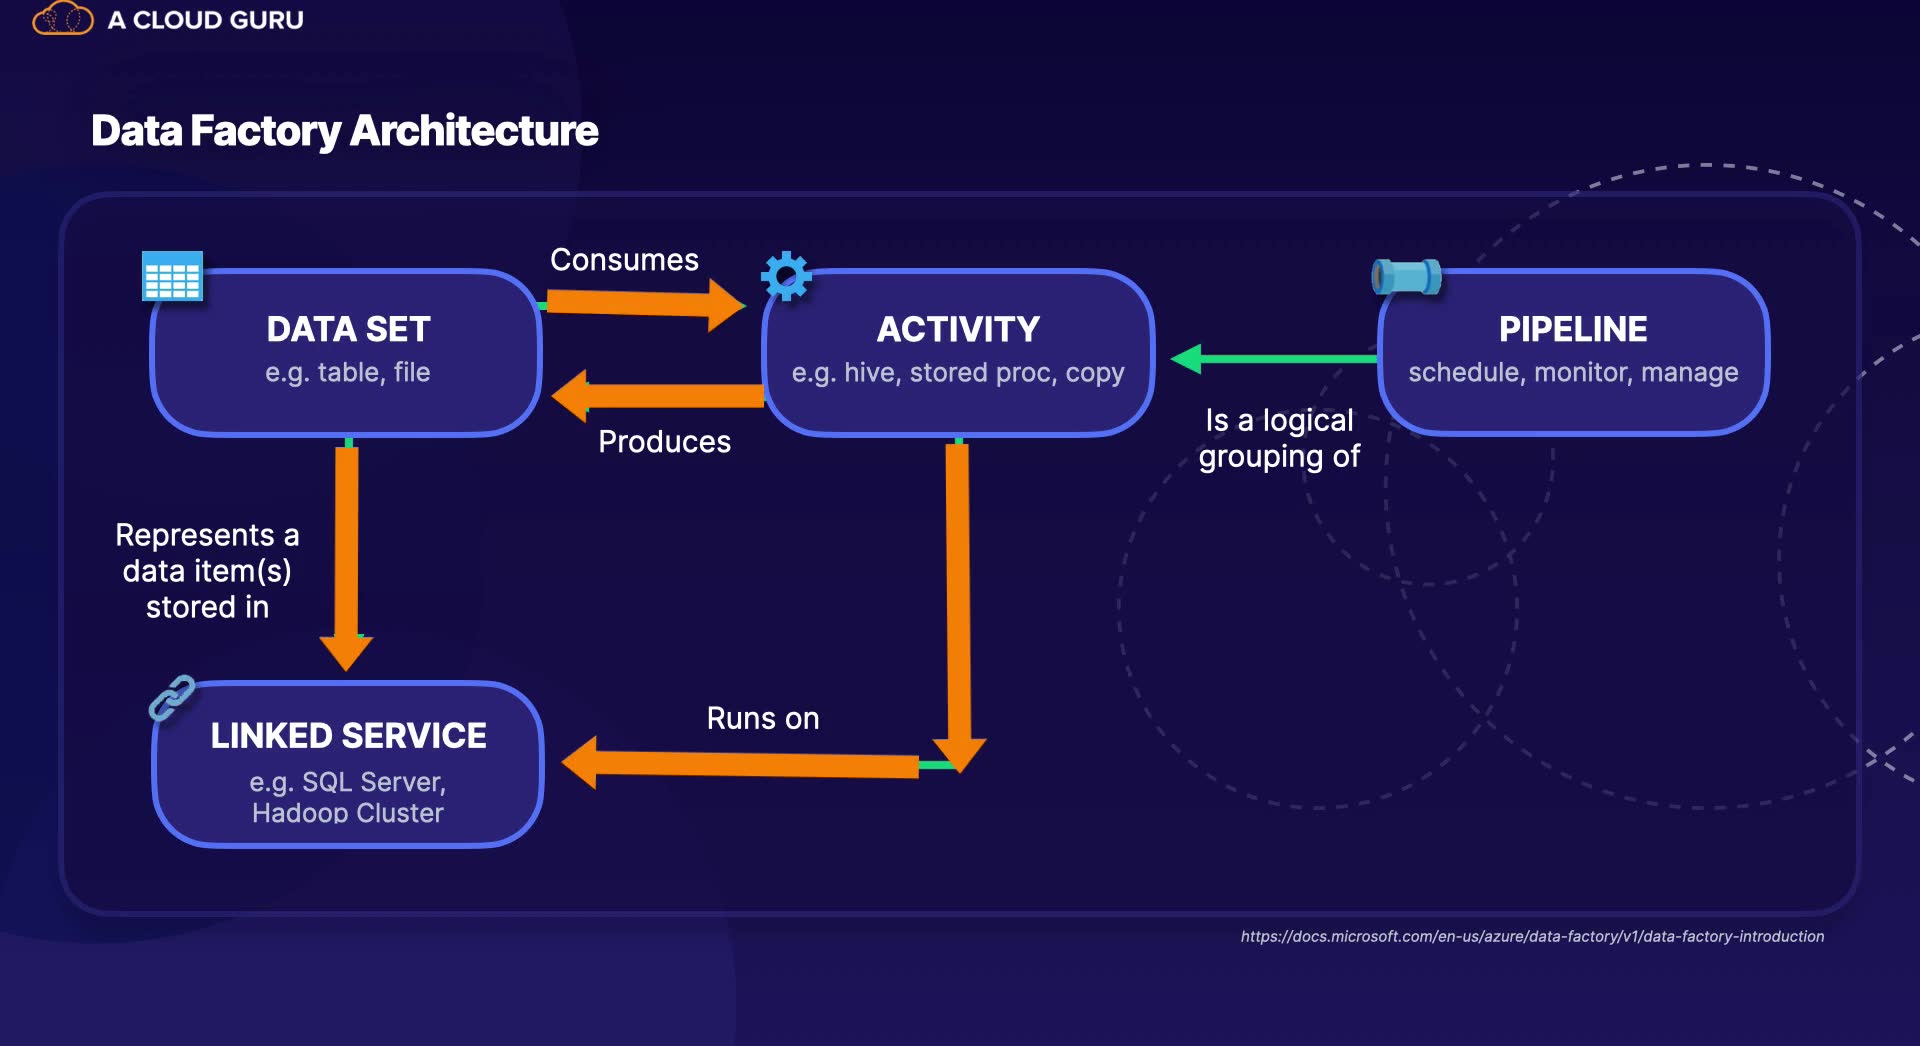 A CLOUD GURU
Data Factory Architecture
Consumes
DATA SET
e.g. table, file
ACTIVITY
e.g. hive, stored proc, copy
PIPELINE
schedule, monitor, manage
Produces
Is a logical
grouping of
Represents a
data item(s)
stored in
Runs on
LINKED SERVICE
e.g. SQL Server,
Hadoop Cluster
https://docs.microsoft.com/en-us/azure/data-factory/v1/data-factory-introduction